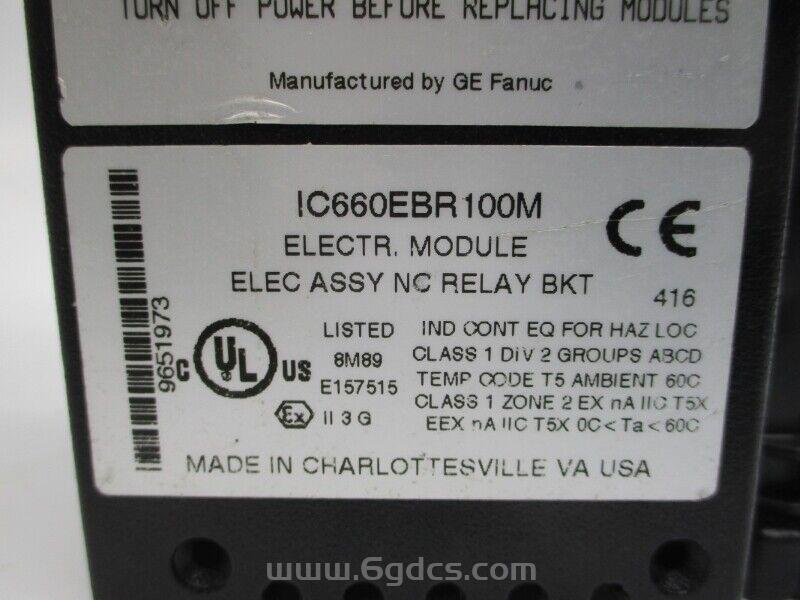 TURN OFF POWER BEFORE REPLACING MODULES
Manufactured by GE Fanuc
IC660EBR100M
CE
ELECTR. MODULE
ELEC ASSY NC RELAY BKT
416
9651973
C UL US
LISTED
8M89
E157515
Ex II 3 G
IND CONT EQ FOR HAZ LOC
CLASS 1 DIV 2 GROUPS ABCD
TEMP CODE T5 AMBIENT 60C
CLASS 1 ZONE 2 EX nA IIC T5X
EEX nA IIC T5X 0C < Ta < 60C
MADE IN CHARLOTTESVILLE VA USA
www.6gdcs.com